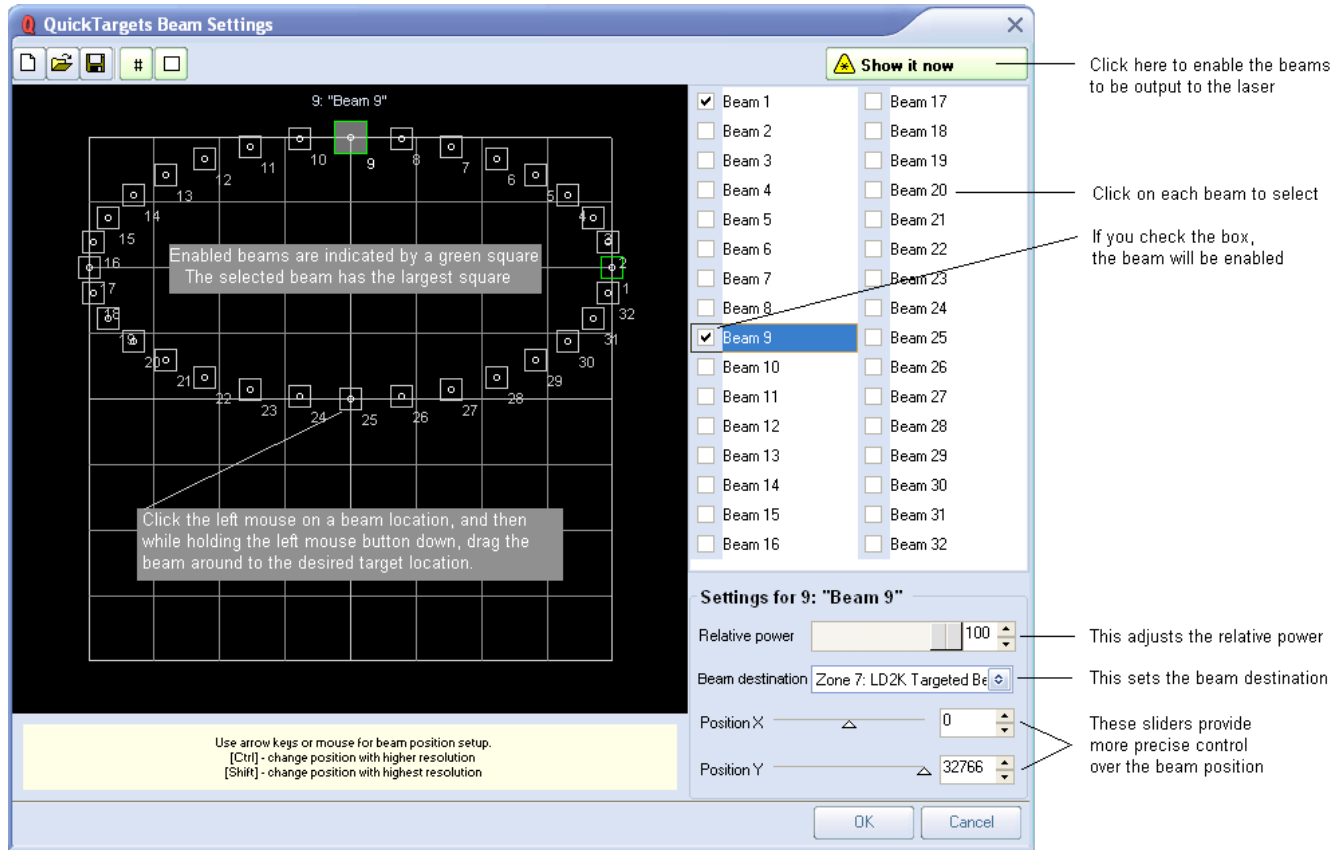 QuickTargets Beam Settings
#
Show it now
Click here to enable the beams
to be output to the laser
9: "Beam 9"
10
9
8
11
7
12
6
13
5
14
4
15
3
16
2
17
1
18
32
19
31
20
30
21
29
22
28
23
27
24
26
25
Enabled beams are indicated by a green square
The selected beam has the largest square
Click the left mouse on a beam location, and then
while holding the left mouse button down, drag the
beam around to the desired target location.
Use arrow keys or mouse for beam position setup.
[Ctrl] - change position with higher resolution
[Shift] - change position with highest resolution
Beam 1
Beam 2
Beam 3
Beam 4
Beam 5
Beam 6
Beam 7
Beam 8
Beam 9
Beam 10
Beam 11
Beam 12
Beam 13
Beam 14
Beam 15
Beam 16
Beam 17
Beam 18
Beam 19
Beam 20
Beam 21
Beam 22
Beam 23
Beam 24
Beam 25
Beam 26
Beam 27
Beam 28
Beam 29
Beam 30
Beam 31
Beam 32
Click on each beam to select
If you check the box,
the beam will be enabled
Settings for 9: "Beam 9"
Relative power 100
This adjusts the relative power
Beam destination Zone 7: LD2K Targeted Be
This sets the beam destination
Position X 0
Position Y 32766
These sliders provide
more precise control
over the beam position
OK Cancel